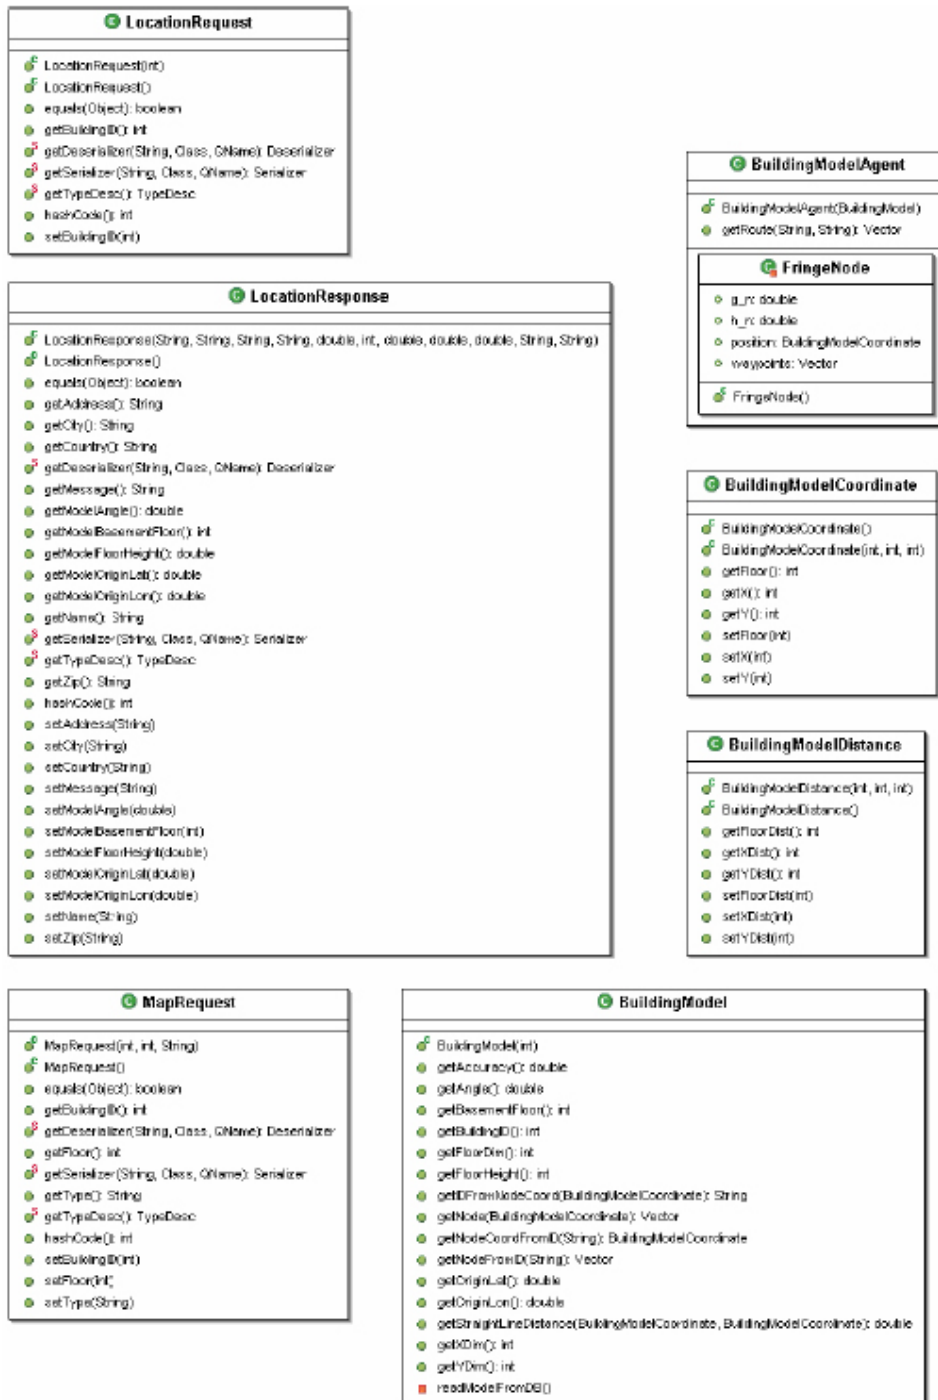 LocationRequest
LocationRequest(int)
LocationRequest()
equals(Object): boolean
getBuildingID(): int
getDeserializer(String, Class, QName): Deserializer
getSerializer(String, Class, QName): Serializer
getTypeDesc(): TypeDesc
hashCode(): int
setBuildingID(int)
LocationResponse
LocationResponse(String, String, String, String, double, int, double, double, double, String, String)
LocationResponse()
equals(Object): boolean
getAddress(): String
getCity(): String
getCountry(): String
getDeserializer(String, Class, QName): Deserializer
getMessage(): String
getModelAngle(): double
getModelBasementFloor(): int
getModelFloorHeight(): double
getModelOriginLat(): double
getModelOriginLon(): double
getName(): String
getSerializer(String, Class, QName): Serializer
getTypeDesc(): TypeDesc
getZip(): String
hashCode(): int
setAddress(String)
setCity(String)
setCountry(String)
setMessage(String)
setModelAngle(double)
setModelBasementFloor(int)
setModelFloorHeight(double)
setModelOriginLat(double)
setModelOriginLon(double)
setName(String)
setZip(String)
BuildingModelAgent
BuildingModelAgent(BuildingModel)
getRoute(String, String): Vector
FringeNode
g_n: double
h_n: double
position: BuildingModelCoordinate
waypoints: Vector
FringeNode()
BuildingModelCoordinate
BuildingModelCoordinate()
BuildingModelCoordinate(int, int, int)
getFloor(): int
getX(): int
getY(): int
setFloor(int)
setX(int)
setY(int)
BuildingModelDistance
BuildingModelDistance(int, int, int)
BuildingModelDistance()
getFloorDist(): int
getXDist(): int
getYDist(): int
setFloorDist(int)
setXDist(int)
setYDist(int)
MapRequest
MapRequest(int, int, String)
MapRequest()
equals(Object): boolean
getBuildingID(): int
getDeserializer(String, Class, QName): Deserializer
getFloor(): int
getSerializer(String, Class, QName): Serializer
getType(): String
getTypeDesc(): TypeDesc
hashCode(): int
setBuildingID(int)
setFloor(int)
setType(String)
BuildingModel
BuildingModel(int)
getAccuracy(): double
getAngle(): double
getBasementFloor(): int
getBuildingID(): int
getFloorDim(): int
getFloorHeight(): int
getIDFromNodeCoord(BuildingModelCoordinate): String
getNode(BuildingModelCoordinate): Vector
getNodeCoordFromID(String): BuildingModelCoordinate
getNodeFromID(String): Vector
getOriginLat(): double
getOriginLon(): double
getStraightLineDistance(BuildingModelCoordinate, BuildingModelCoordinate): double
getXDim(): int
getYDim(): int
readModelFromDB()